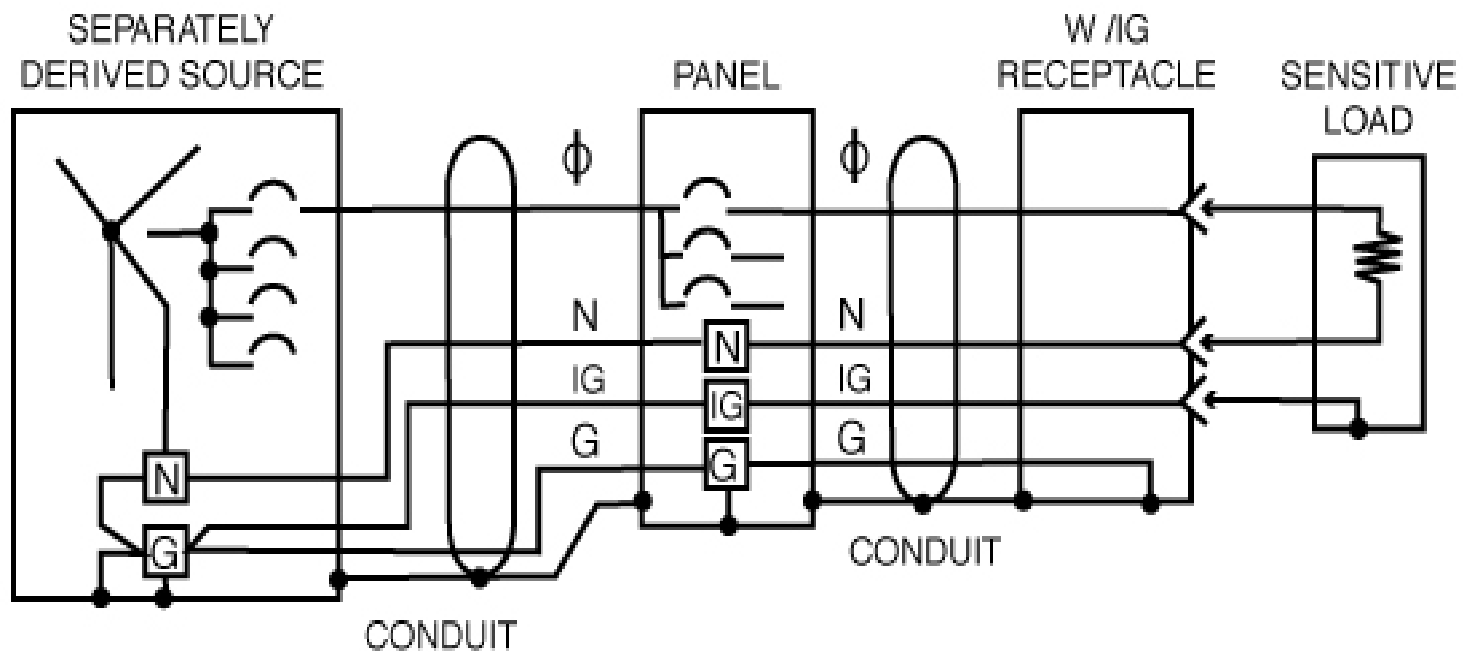 SEPARATELY
DERIVED SOURCE
PANEL
W /IG
RECEPTACLE
SENSITIVE
LOAD
ϕ
ϕ
N
N
N
IG
IG
IG
G
G
G
N
G
CONDUIT
CONDUIT